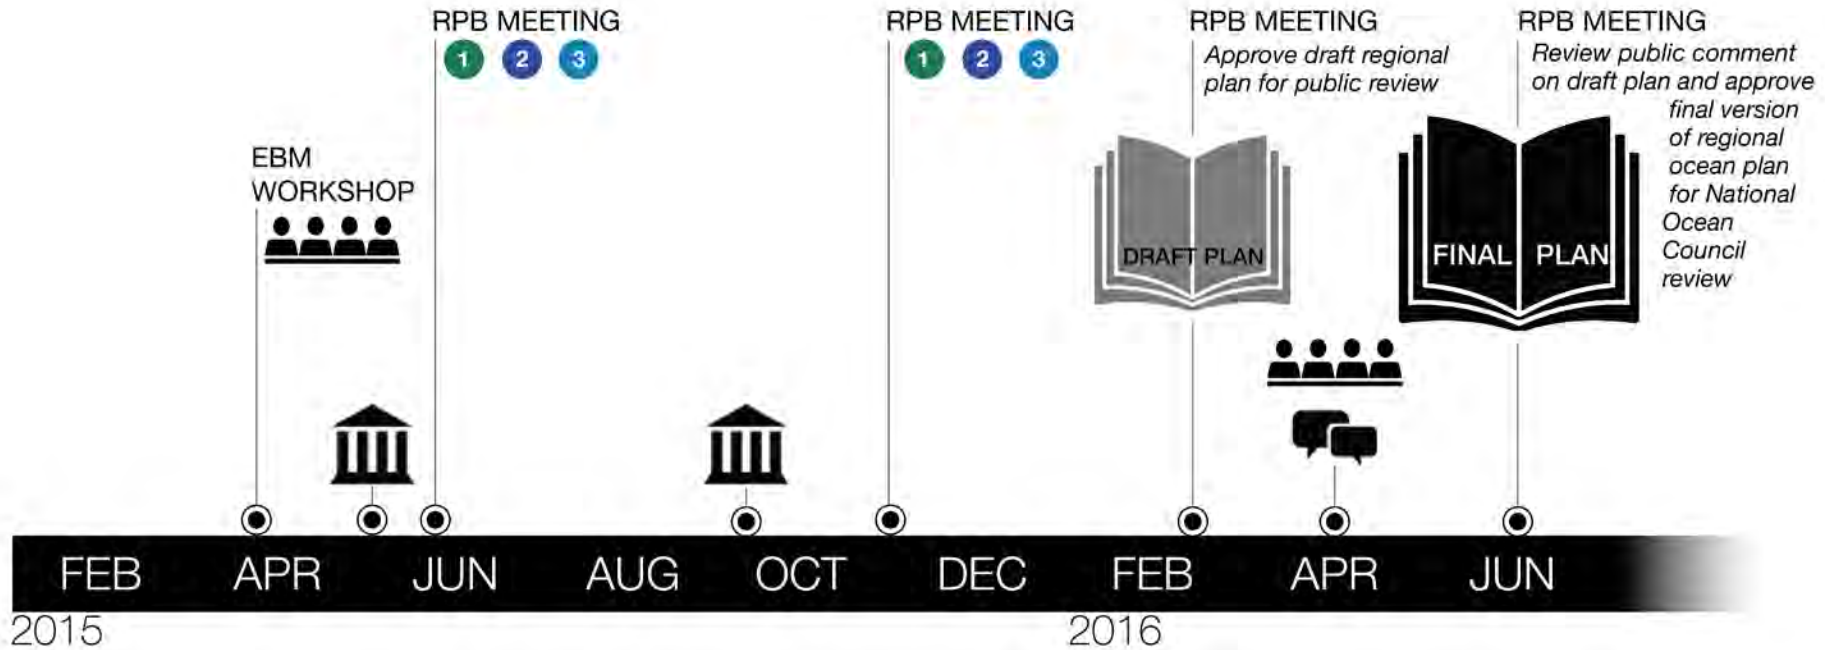 RPB MEETING
1 2 3
RPB MEETING
1 2 3
RPB MEETING
Approve draft regional
plan for public review
RPB MEETING
Review public comment
on draft plan and approve
final version
of regional
ocean plan
for National
Ocean
Council
review
EBM
WORKSHOP
DRAFT PLAN
FINAL PLAN
FEB APR JUN AUG OCT DEC FEB APR JUN
2015 2016